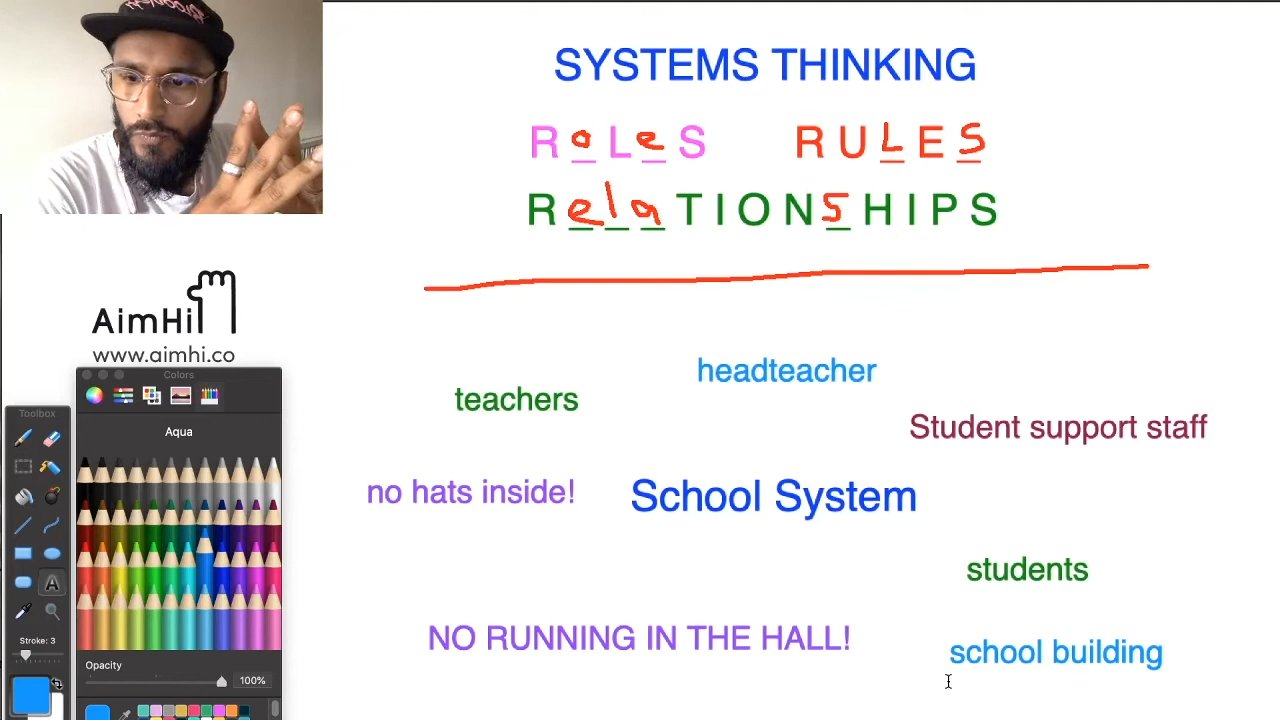 SYSTEMS THINKING
RoLeS RULES
RelaTIONSHIPS
AimHi
www.aimhi.co
headteacher
teachers
Student support staff
no hats inside!
School System
students
NO RUNNING IN THE HALL!
school building
Colors
Aqua
Opacity
100%
Toolbox
A
Stroke: 3